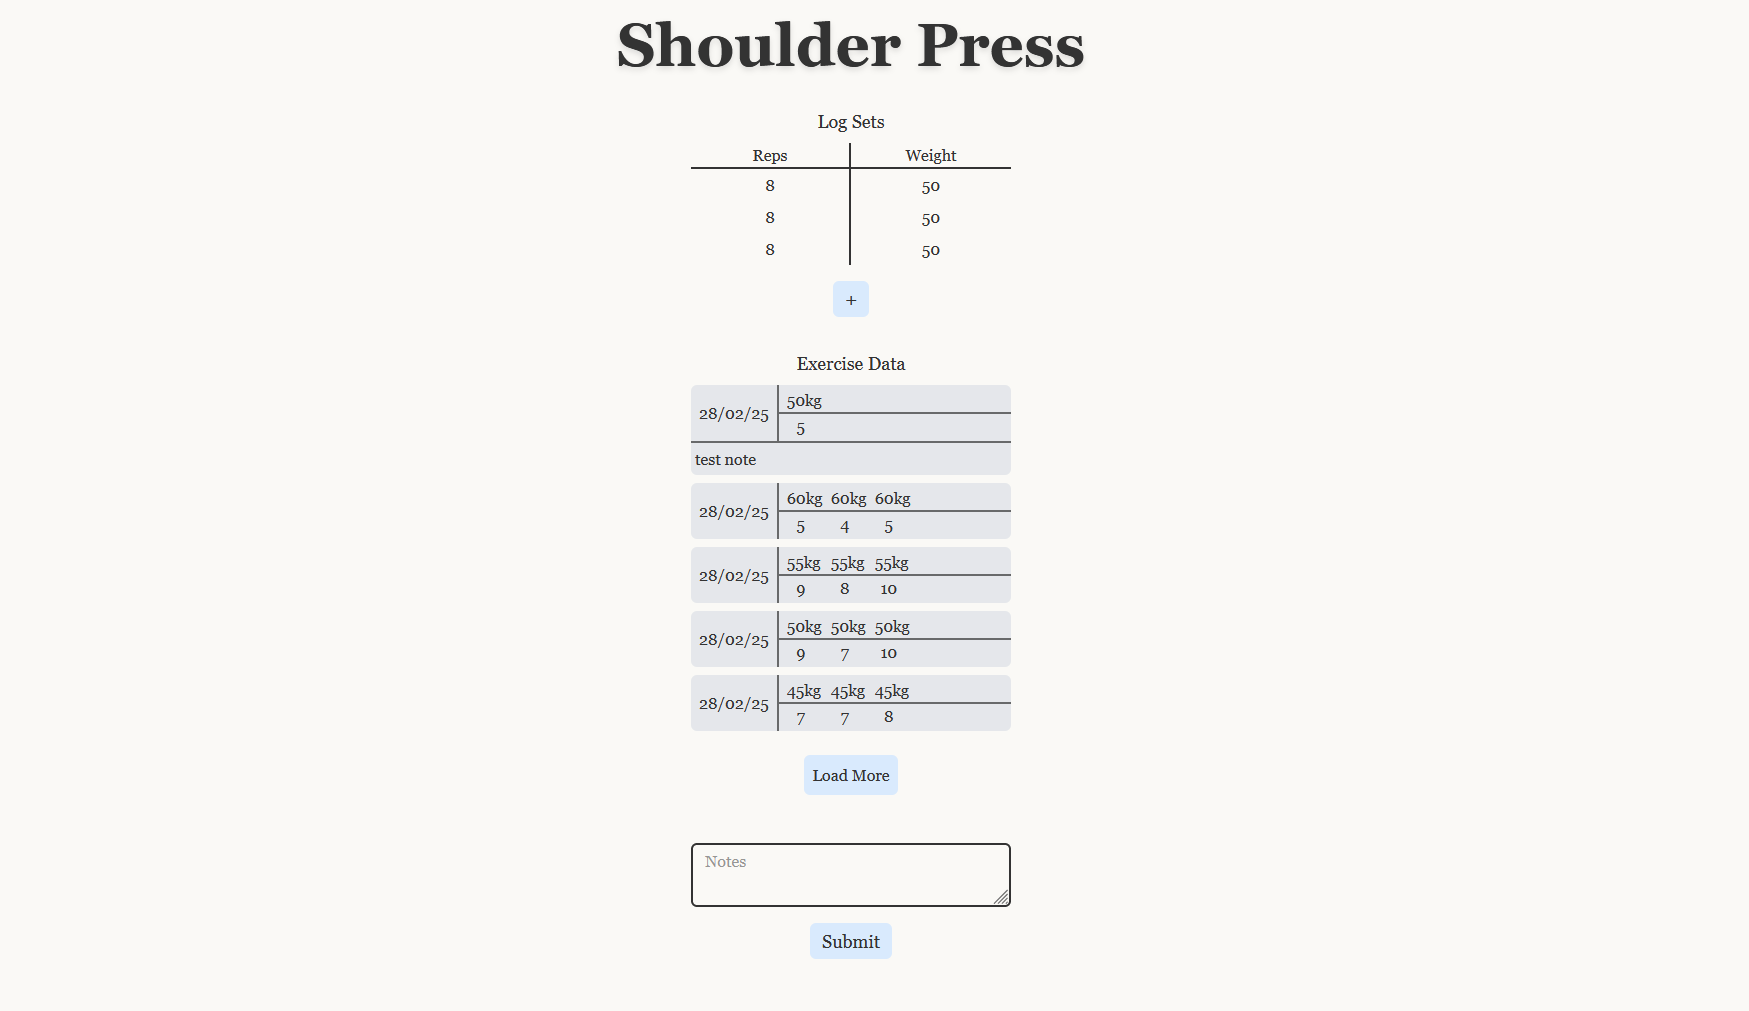 Shoulder Press
Log Sets
Reps Weight
8 50
8 50
8 50
+
Exercise Data
28/02/25 50kg
5
test note
28/02/25 60kg 60kg 60kg
5 4 5
28/02/25 55kg 55kg 55kg
9 8 10
28/02/25 50kg 50kg 50kg
9 7 10
28/02/25 45kg 45kg 45kg
7 7 8
Load More
Notes
Submit